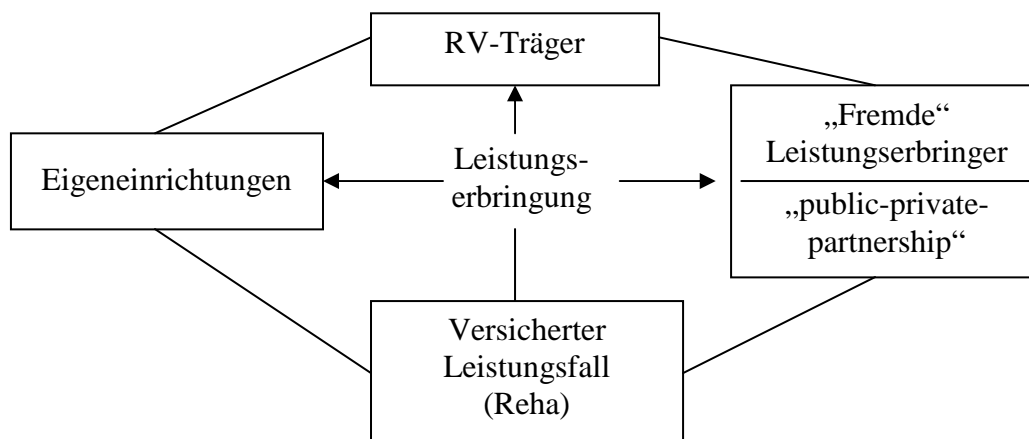 RV-Träger
Eigeneinrichtungen
Leistungs-
erbringung
„Fremde“
Leistungserbringer
„public-private-
partnership“
Versicherter
Leistungsfall
(Reha)